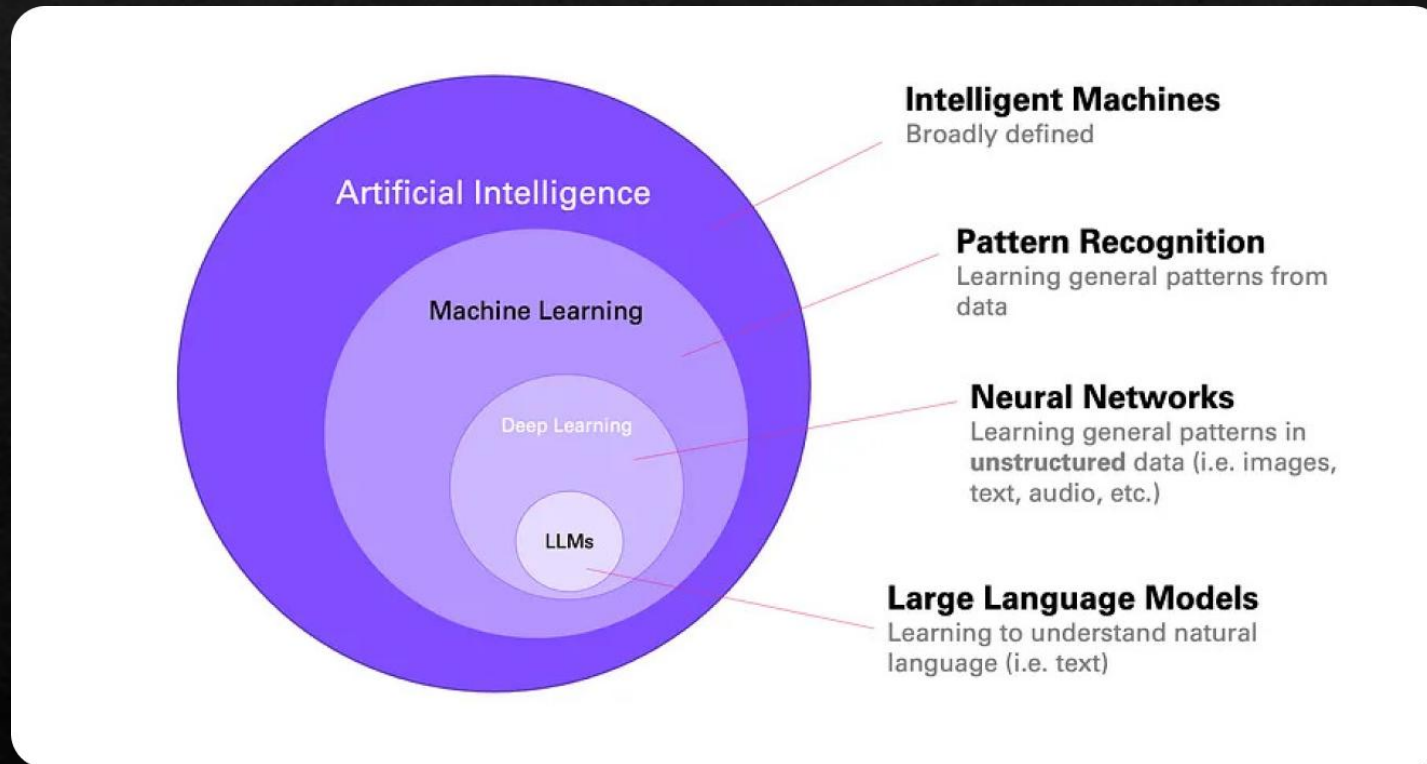 Artificial Intelligence
Machine Learning
Deep Learning
LLMs
Intelligent Machines
Broadly defined
Pattern Recognition
Learning general patterns from
data
Neural Networks
Learning general patterns in
unstructured data (i.e. images,
text, audio, etc.)
Large Language Models
Learning to understand natural
language (i.e. text)